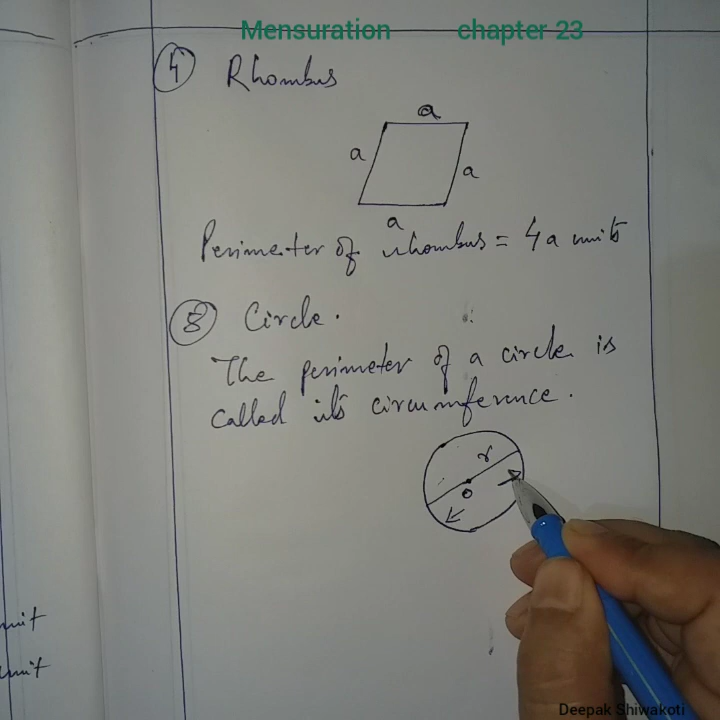 Mensuration chapter 23
4 Rhombus
a
a
a
a
Perimeter of rhombus = 4a units
8 Circle.
The perimeter of a circle is
called its circumference.
r
o
unit
unit
Deepak Shiwakoti